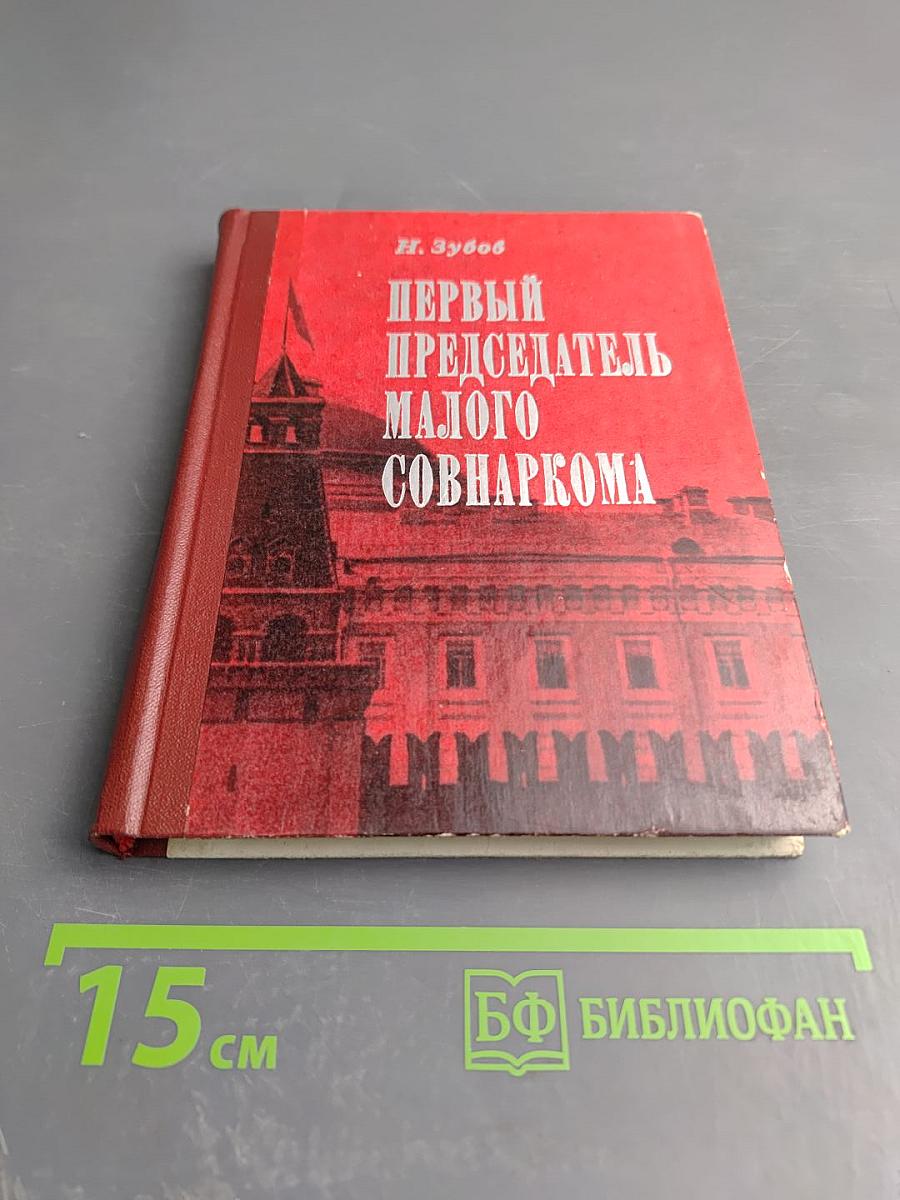 Н. Зубов
ПЕРВЫЙ
ПРЕДСЕДАТЕЛЬ
МАЛОГО
СОВНАРКОМА
15 см
БФ БИБЛИОФАН